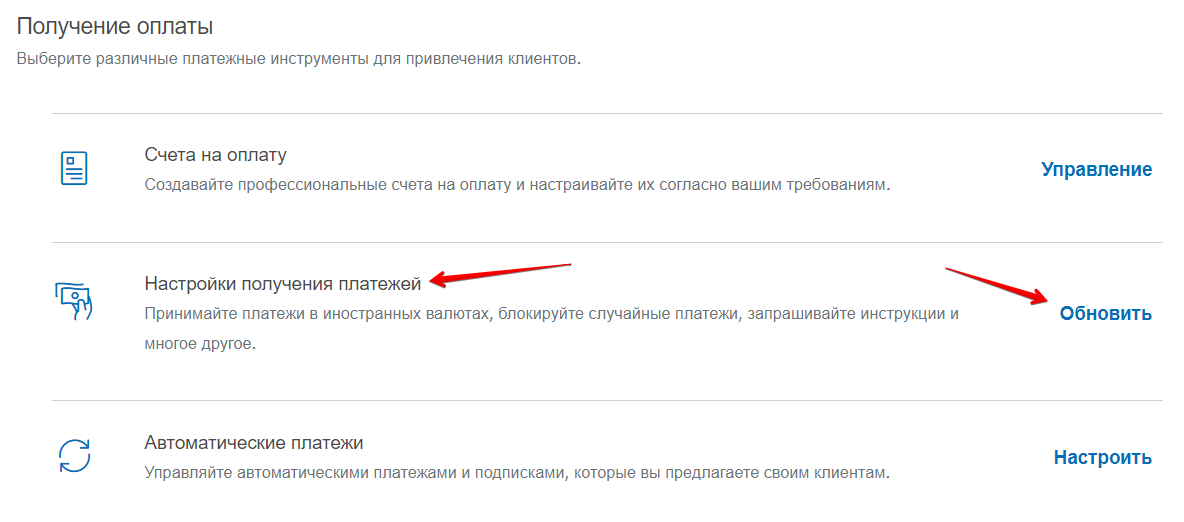 Получение оплаты
Выберите различные платежные инструменты для привлечения клиентов.
Счета на оплату
Создавайте профессиональные счета на оплату и настраивайте их согласно вашим требованиям.
Управление
Настройки получения платежей
Принимайте платежи в иностранных валютах, блокируйте случайные платежи, запрашивайте инструкции и
многое другое.
Обновить
Автоматические платежи
Управляйте автоматическими платежами и подписками, которые вы предлагаете своим клиентам.
Настроить